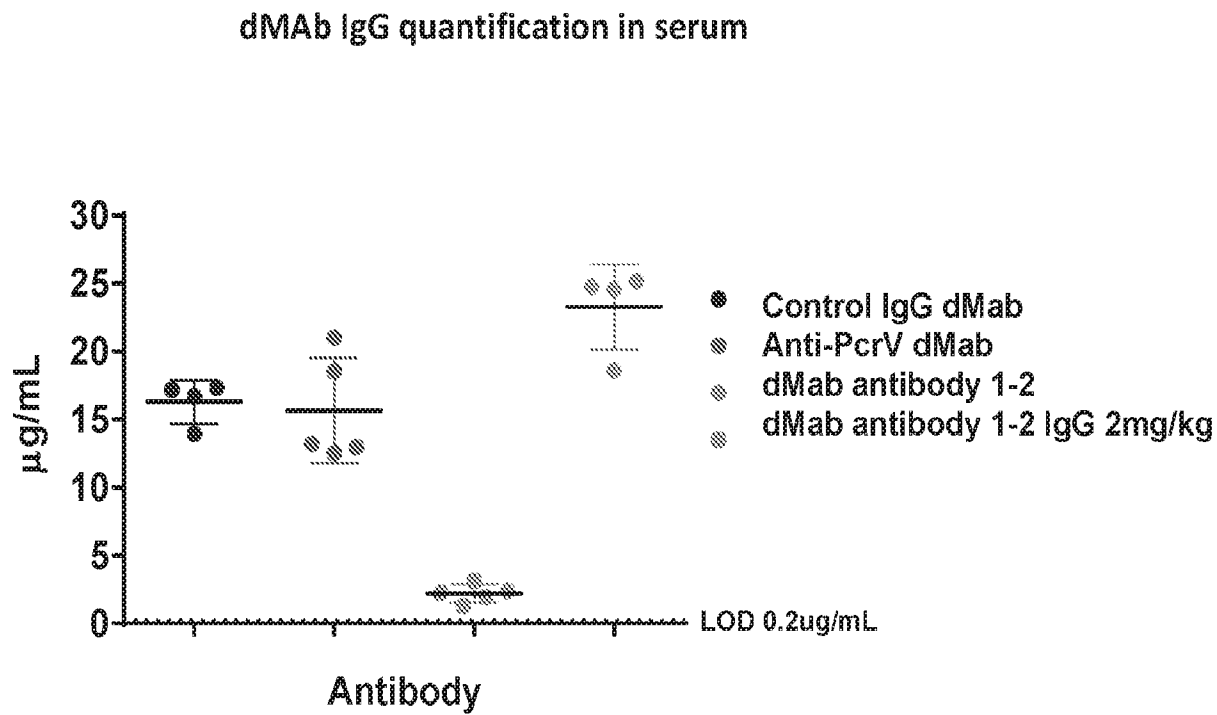 dMAb IgG quantification in serum
30
25
20
15
10
5
0
µg/mL
Control IgG dMab
Anti-PcrV dMab
dMab antibody 1-2
dMab antibody 1-2 IgG 2mg/kg
LOD 0.2ug/mL
Antibody